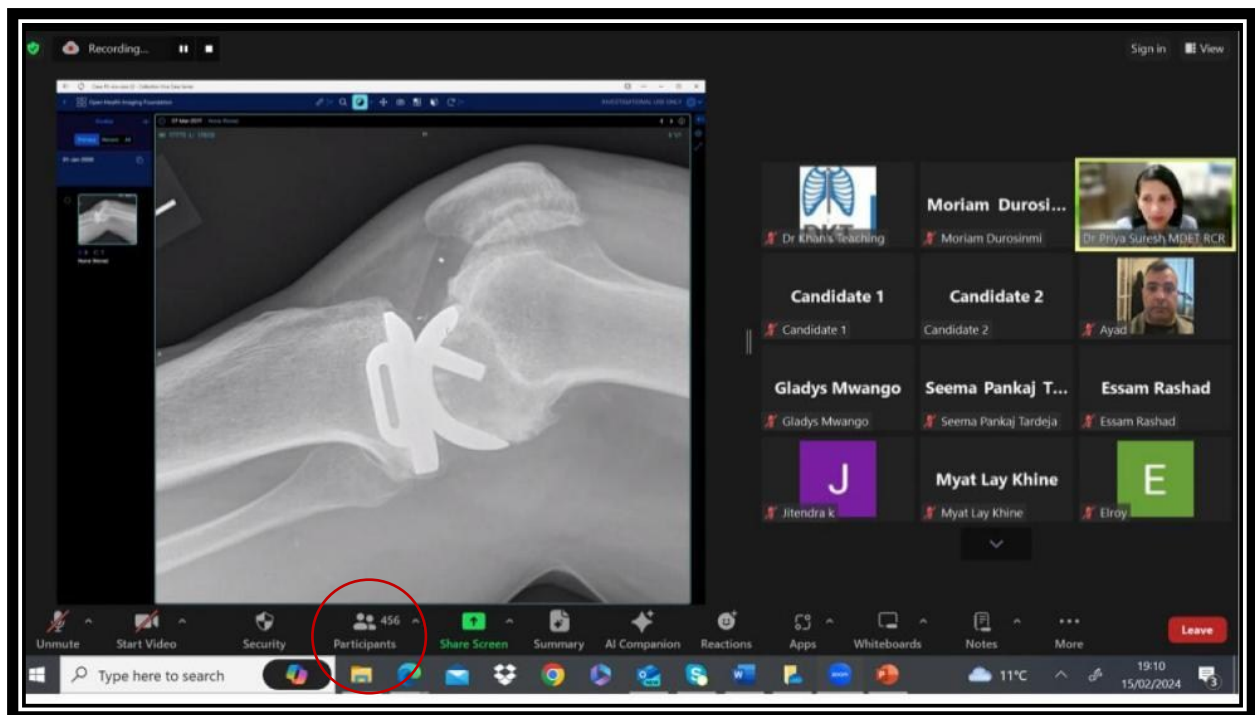 Recording...
Sign in
View
Open Health Imaging Foundation
INVESTIGATIONAL USE ONLY
Dr Khan's Teaching
Moriam Durosi...
Moriam Durosinmi
Dr Priya Suresh MDET RCR
Candidate 1
Candidate 1
Candidate 2
Candidate 2
Ayad
Gladys Mwango
Gladys Mwango
Seema Pankaj T...
Seema Pankaj Tardeja
Essam Rashad
Essam Rashad
J
Jitendra k
Myat Lay Khine
Myat Lay Khine
E
Elroy
Unmute
Start Video
Security
456
Participants
Share Screen
Summary
AI Companion
Reactions
Apps
Whiteboards
Notes
More
Leave
Type here to search
11°C
19:10
15/02/2024
3